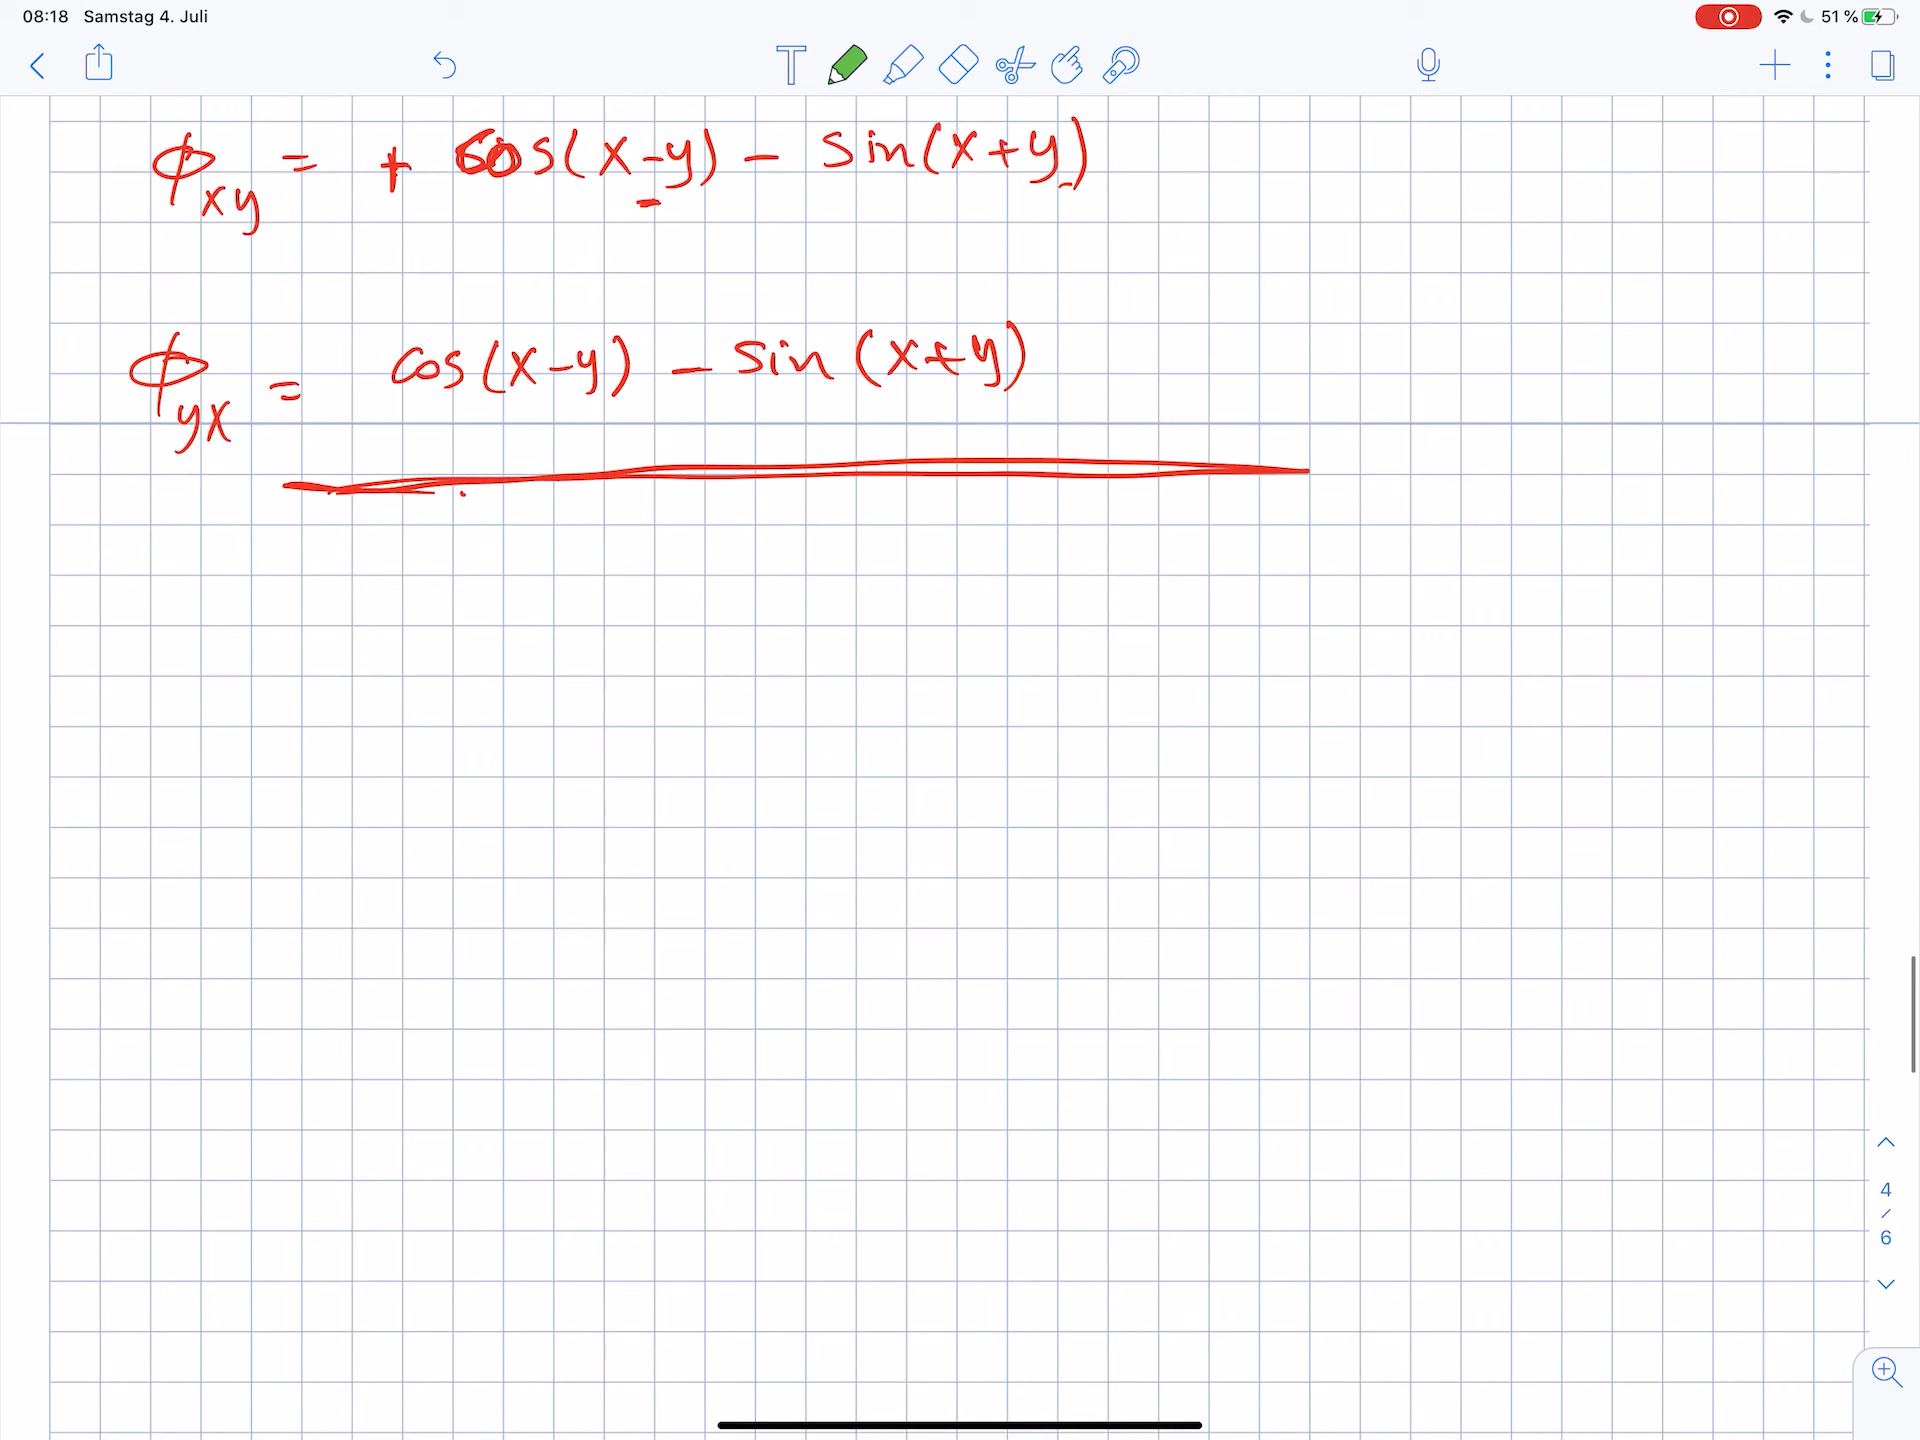 08:18 Samstag 4. Juli 51 %
T
ϕxy = + cos(x-y) - sin(x+y)
ϕyx = cos(x-y) - sin(x+y)
4
/
6